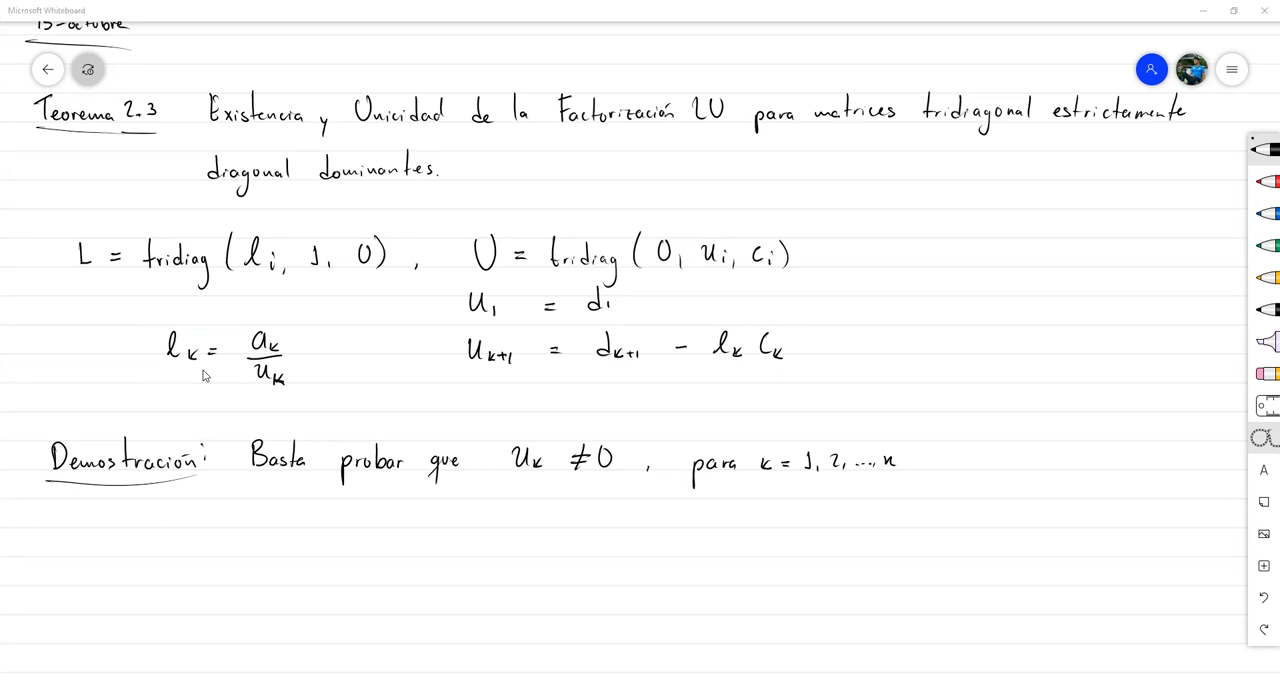 Microsoft Whiteboard
15-octubre
Teorema 2.3 Existencia y Unicidad de la Factorización LU para matrices tridiagonal estrictamente
diagonal dominantes.
L = tridiag (l_i, 1, 0), U = tridiag (0, u_i, c_i)
u_1 = d_1
l_k = a_k / u_k u_{k+1} = d_{k+1} - l_k c_k
Demostración: Basta probar que u_k ≠ 0, para k = 1, 2, ..., n